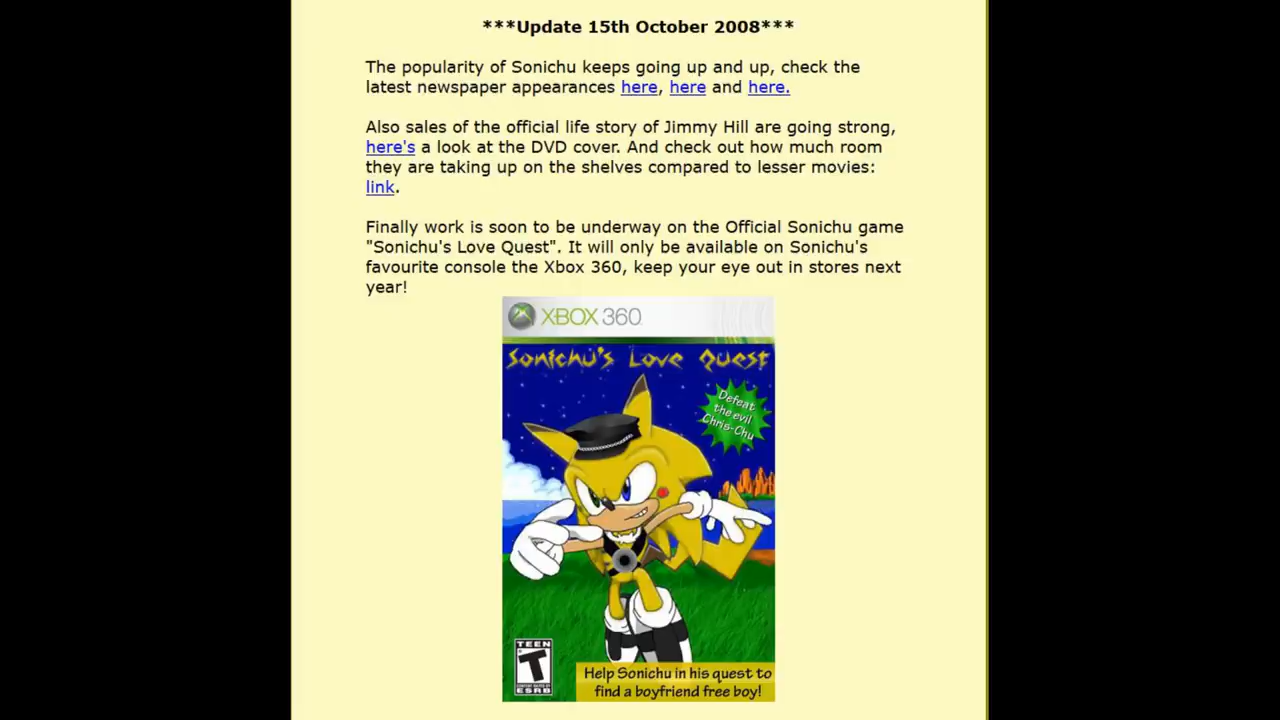 ***Update 15th October 2008***
The popularity of Sonichu keeps going up and up, check the
latest newspaper appearances here, here and here.
Also sales of the official life story of Jimmy Hill are going strong,
here's a look at the DVD cover. And check out how much room
they are taking up on the shelves compared to lesser movies:
link.
Finally work is soon to be underway on the Official Sonichu game
"Sonichu's Love Quest". It will only be available on Sonichu's
favourite console the Xbox 360, keep your eye out in stores next
year!
XBOX 360
Sonichu's Love Quest
Defeat
the evil
Chris-Chu
TEEN
T
ESRB
Help Sonichu in his quest to
find a boyfriend free boy!